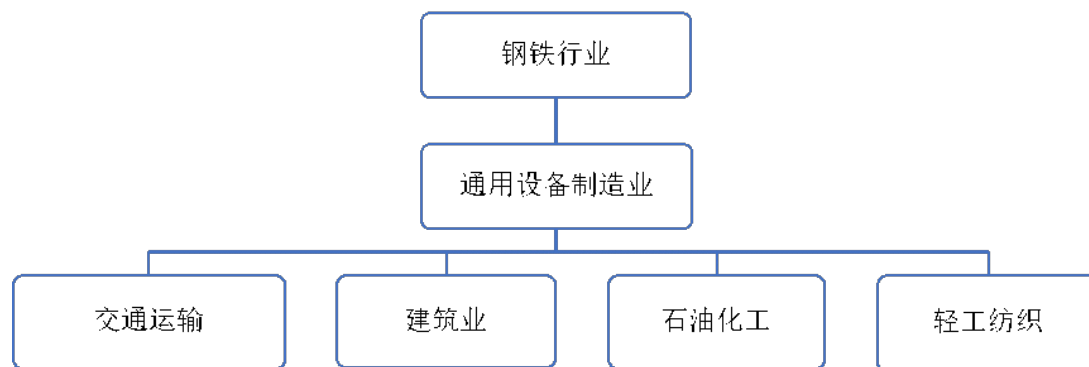 钢铁行业
通用设备制造业
交通运输
建筑业
石油化工
轻工纺织